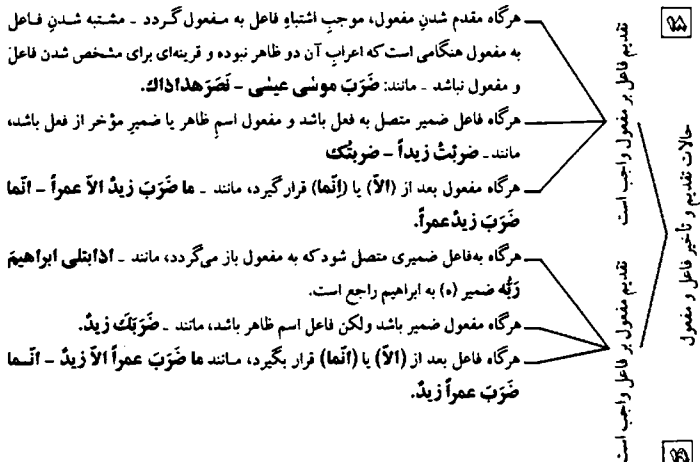 حالات تقدیم و تأخیر فاعل و مفعول
تقدیم فاعل بر مفعول واجب است
هرگاه مقدم شدنِ مفعول، موجبِ اشتباهِ فاعل به مفعول گردد - مشتبه شدنِ فاعل
به مفعول هنگامی است که اعرابِ آن دو ظاهر نبوده و قرینه‌ای برای مشخص شدن فاعل
و مفعول نباشد - مانند: ضَرَبَ موسٰی عیسٰی - نَصَرَ هذا ذاك.
هرگاه فاعل ضمیر متصل به فعل باشد و مفعول اسمِ ظاهر یا ضمیرِ مؤخر از فعل باشد،
مانند - ضربْتُ زیداً - ضربتُك
هرگاه مفعول بعد از (الاّ) یا (اِنّما) قرار گیرد، مانند - ما ضَرَبَ زیدٌ الاّ عمراً - انّما
ضَرَبَ زیدٌ عمراً.
تقدیم مفعول بر فاعل واجب است
هرگاه به‌فاعل ضمیری متصل شود که به مفعول باز می‌گردد، مانند - اذابتلی ابراهیمَ
رَبُّه ضمیر (ه) به ابراهیم راجع است.
هرگاه مفعول ضمیر باشد ولکن فاعل اسم ظاهر باشد، مانند - ضَرَبَكَ زیدٌ.
هرگاه فاعل بعد از (الاّ) یا (انّما) قرار بگیرد، مانند ما ضَرَبَ عمراً الاّ زیدٌ - انّما
ضَرَبَ عمراً زیدٌ.